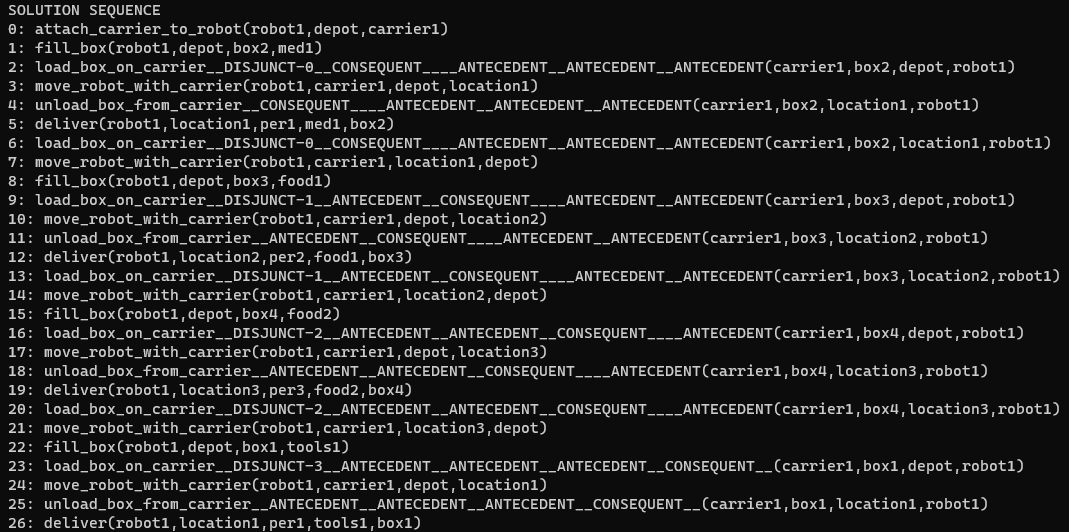 SOLUTION SEQUENCE
0: attach_carrier_to_robot(robot1,depot,carrier1)
1: fill_box(robot1,depot,box2,med1)
2: load_box_on_carrier__DISJUNCT-0__CONSEQUENT____ANTECEDENT__ANTECEDENT__ANTECEDENT(carrier1,box2,depot,robot1)
3: move_robot_with_carrier(robot1,carrier1,depot,location1)
4: unload_box_from_carrier__CONSEQUENT____ANTECEDENT__ANTECEDENT__ANTECEDENT(carrier1,box2,location1,robot1)
5: deliver(robot1,location1,per1,med1,box2)
6: load_box_on_carrier__DISJUNCT-0__CONSEQUENT____ANTECEDENT__ANTECEDENT__ANTECEDENT(carrier1,box2,location1,robot1)
7: move_robot_with_carrier(robot1,carrier1,location1,depot)
8: fill_box(robot1,depot,box3,food1)
9: load_box_on_carrier__DISJUNCT-1__ANTECEDENT__CONSEQUENT____ANTECEDENT__ANTECEDENT(carrier1,box3,depot,robot1)
10: move_robot_with_carrier(robot1,carrier1,depot,location2)
11: unload_box_from_carrier__ANTECEDENT__CONSEQUENT____ANTECEDENT__ANTECEDENT(carrier1,box3,location2,robot1)
12: deliver(robot1,location2,per2,food1,box3)
13: load_box_on_carrier__DISJUNCT-1__ANTECEDENT__CONSEQUENT____ANTECEDENT__ANTECEDENT(carrier1,box3,location2,robot1)
14: move_robot_with_carrier(robot1,carrier1,location2,depot)
15: fill_box(robot1,depot,box4,food2)
16: load_box_on_carrier__DISJUNCT-2__ANTECEDENT__ANTECEDENT__CONSEQUENT____ANTECEDENT(carrier1,box4,depot,robot1)
17: move_robot_with_carrier(robot1,carrier1,depot,location3)
18: unload_box_from_carrier__ANTECEDENT__ANTECEDENT__CONSEQUENT____ANTECEDENT(carrier1,box4,location3,robot1)
19: deliver(robot1,location3,per3,food2,box4)
20: load_box_on_carrier__DISJUNCT-2__ANTECEDENT__ANTECEDENT__CONSEQUENT____ANTECEDENT(carrier1,box4,location3,robot1)
21: move_robot_with_carrier(robot1,carrier1,location3,depot)
22: fill_box(robot1,depot,box1,tools1)
23: load_box_on_carrier__DISJUNCT-3__ANTECEDENT__ANTECEDENT__ANTECEDENT__CONSEQUENT__(carrier1,box1,depot,robot1)
24: move_robot_with_carrier(robot1,carrier1,depot,location1)
25: unload_box_from_carrier__ANTECEDENT__ANTECEDENT__ANTECEDENT__CONSEQUENT__(carrier1,box1,location1,robot1)
26: deliver(robot1,location1,per1,tools1,box1)